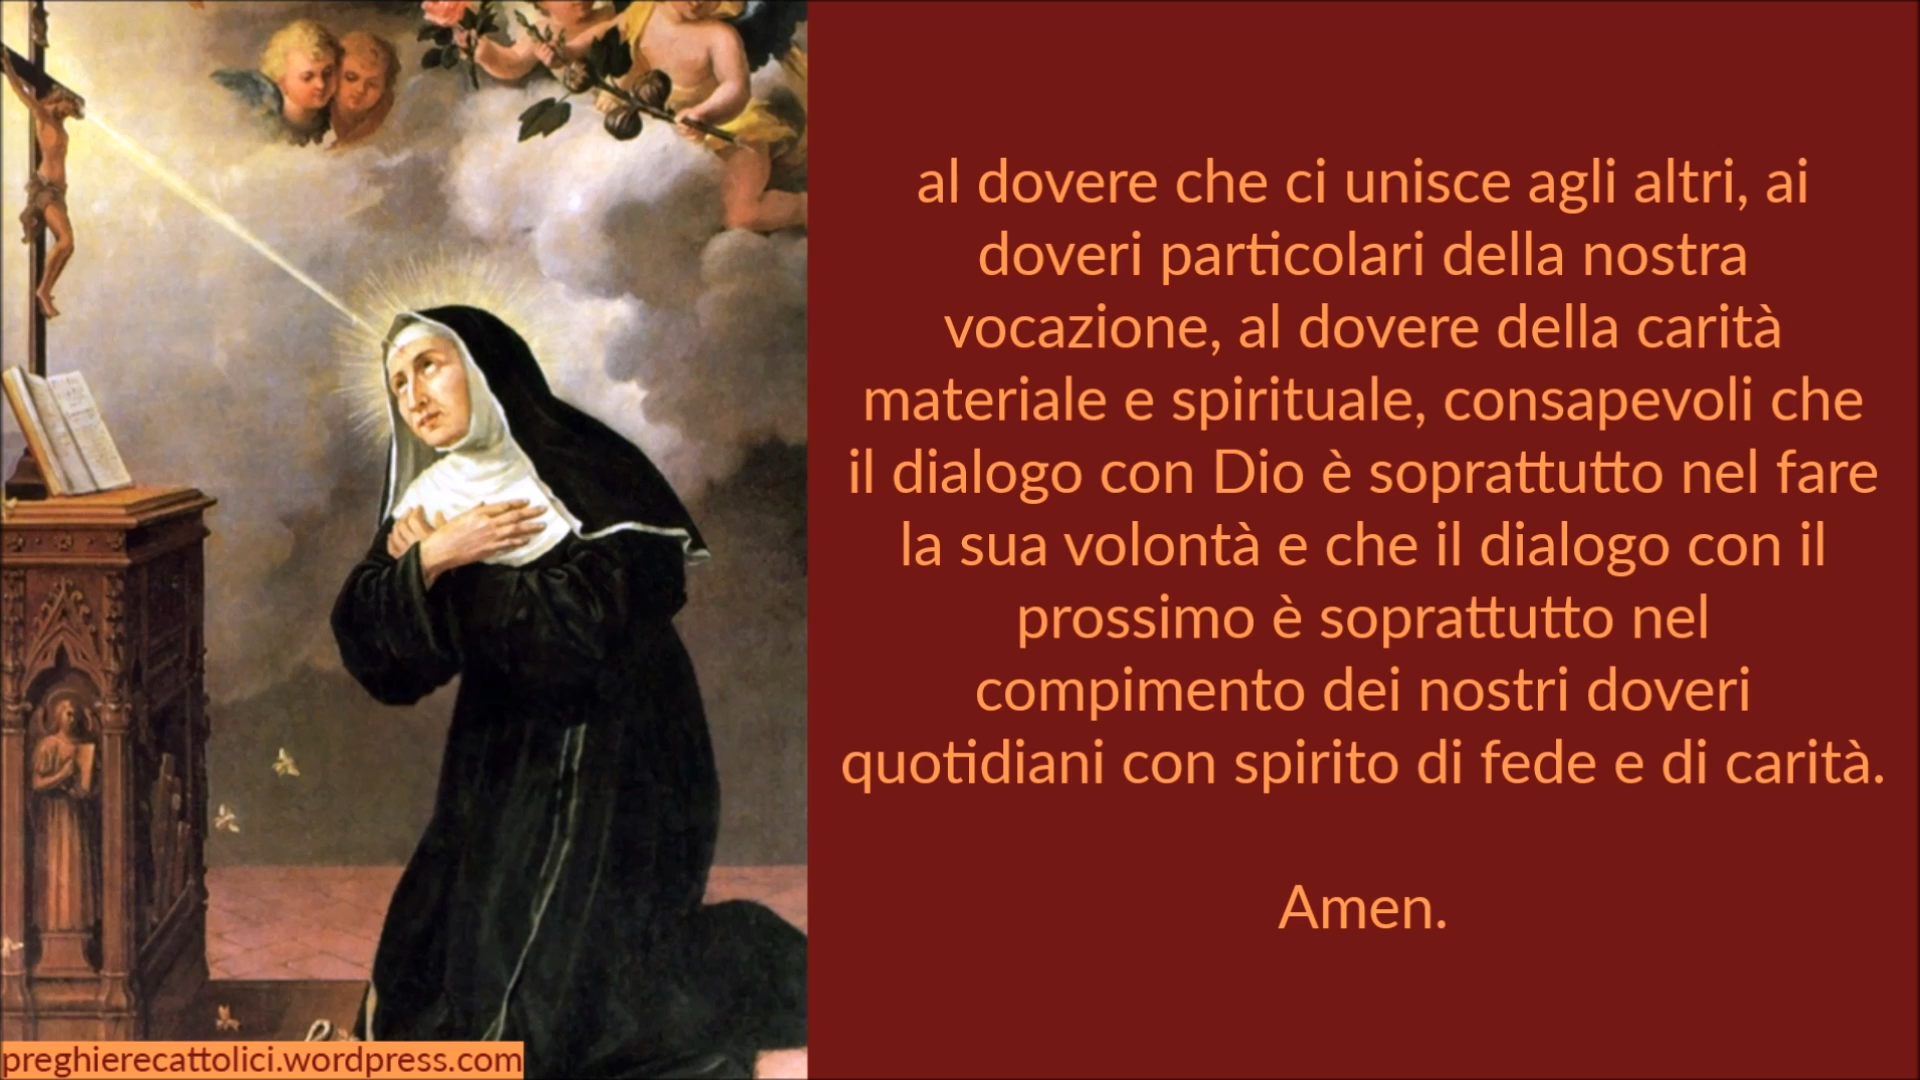 al dovere che ci unisce agli altri, ai
doveri particolari della nostra
vocazione, al dovere della carità
materiale e spirituale, consapevoli che
il dialogo con Dio è soprattutto nel fare
la sua volontà e che il dialogo con il
prossimo è soprattutto nel
compimento dei nostri doveri
quotidiani con spirito di fede e di carità.
Amen.
preghierecattolici.wordpress.com